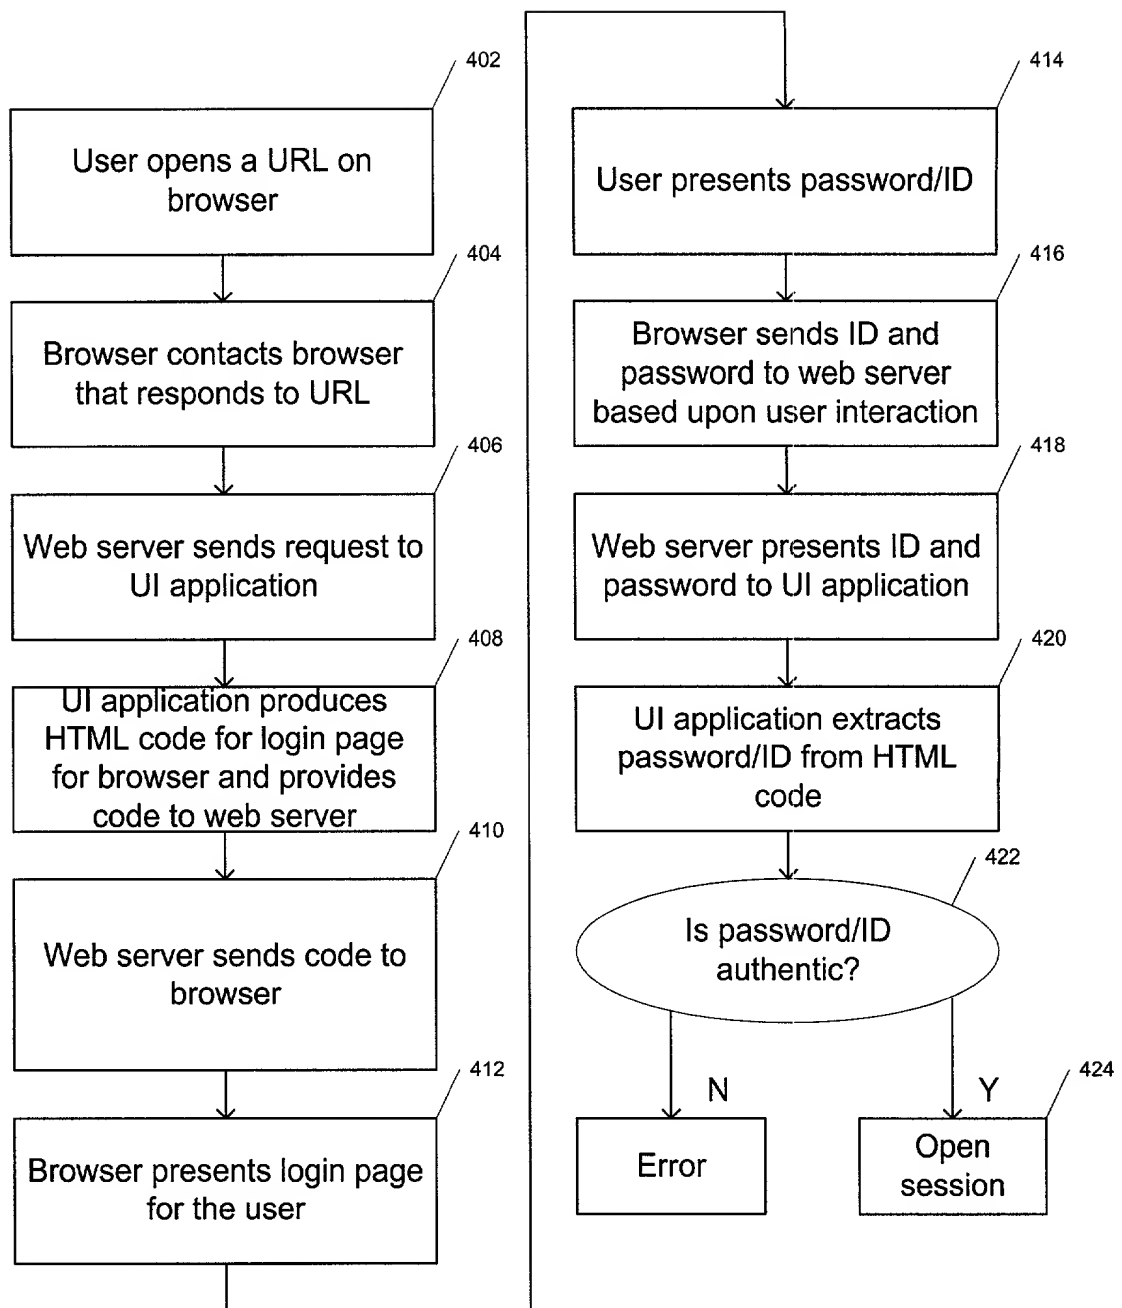 402
User opens a URL on
browser
404
Browser contacts browser
that responds to URL
406
Web server sends request to
UI application
408
UI application produces
HTML code for login page
for browser and provides
code to web server
410
Web server sends code to
browser
412
Browser presents login page
for the user
414
User presents password/ID
416
Browser sends ID and
password to web server
based upon user interaction
418
Web server presents ID and
password to UI application
420
UI application extracts
password/ID from HTML
code
422
Is password/ID
authentic?
N
Y
424
Error
Open
session